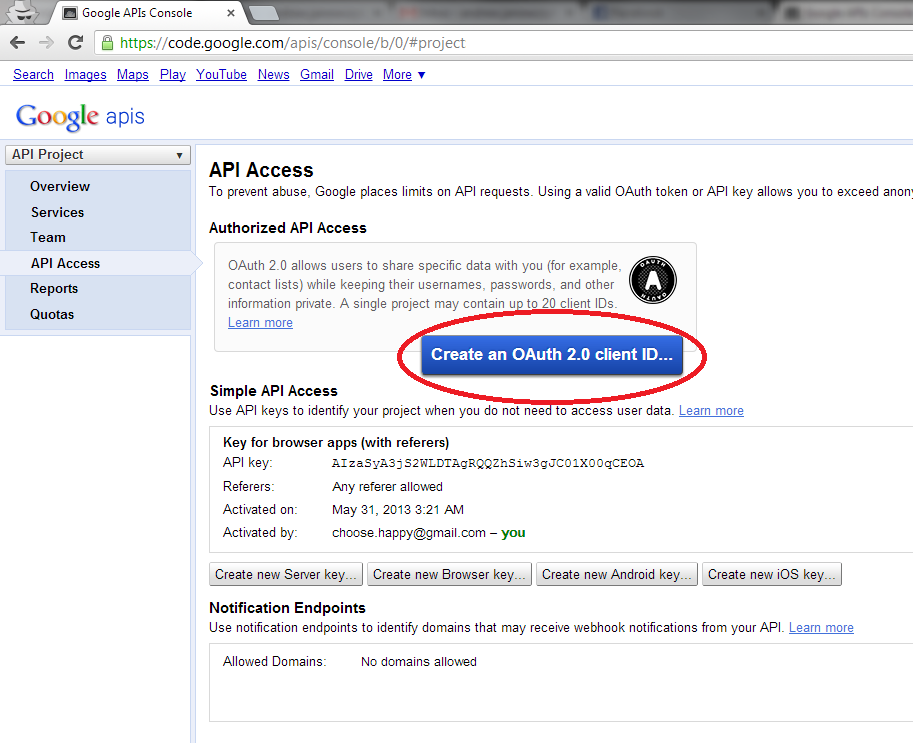 Google APIs Console
https://code.google.com/apis/console/b/0/#project
Search Images Maps Play YouTube News Gmail Drive More ▼
Google apis
API Project ▼
Overview
Services
Team
API Access
Reports
Quotas
API Access
To prevent abuse, Google places limits on API requests. Using a valid OAuth token or API key allows you to exceed anony
Authorized API Access
OAuth 2.0 allows users to share specific data with you (for example,
contact lists) while keeping their usernames, passwords, and other
information private. A single project may contain up to 20 client IDs.
Learn more
OAUTH
A
OAUTH
Create an OAuth 2.0 client ID...
Simple API Access
Use API keys to identify your project when you do not need to access user data. Learn more
Key for browser apps (with referers)
API key: AIzaSyA3jS2WLDTAgRQQZhSiw3gJC01X00qCEOA
Referers: Any referer allowed
Activated on: May 31, 2013 3:21 AM
Activated by: choose.happy@gmail.com – you
Create new Server key... Create new Browser key... Create new Android key... Create new iOS key...
Notification Endpoints
Use notification endpoints to identify domains that may receive webhook notifications from your API. Learn more
Allowed Domains: No domains allowed